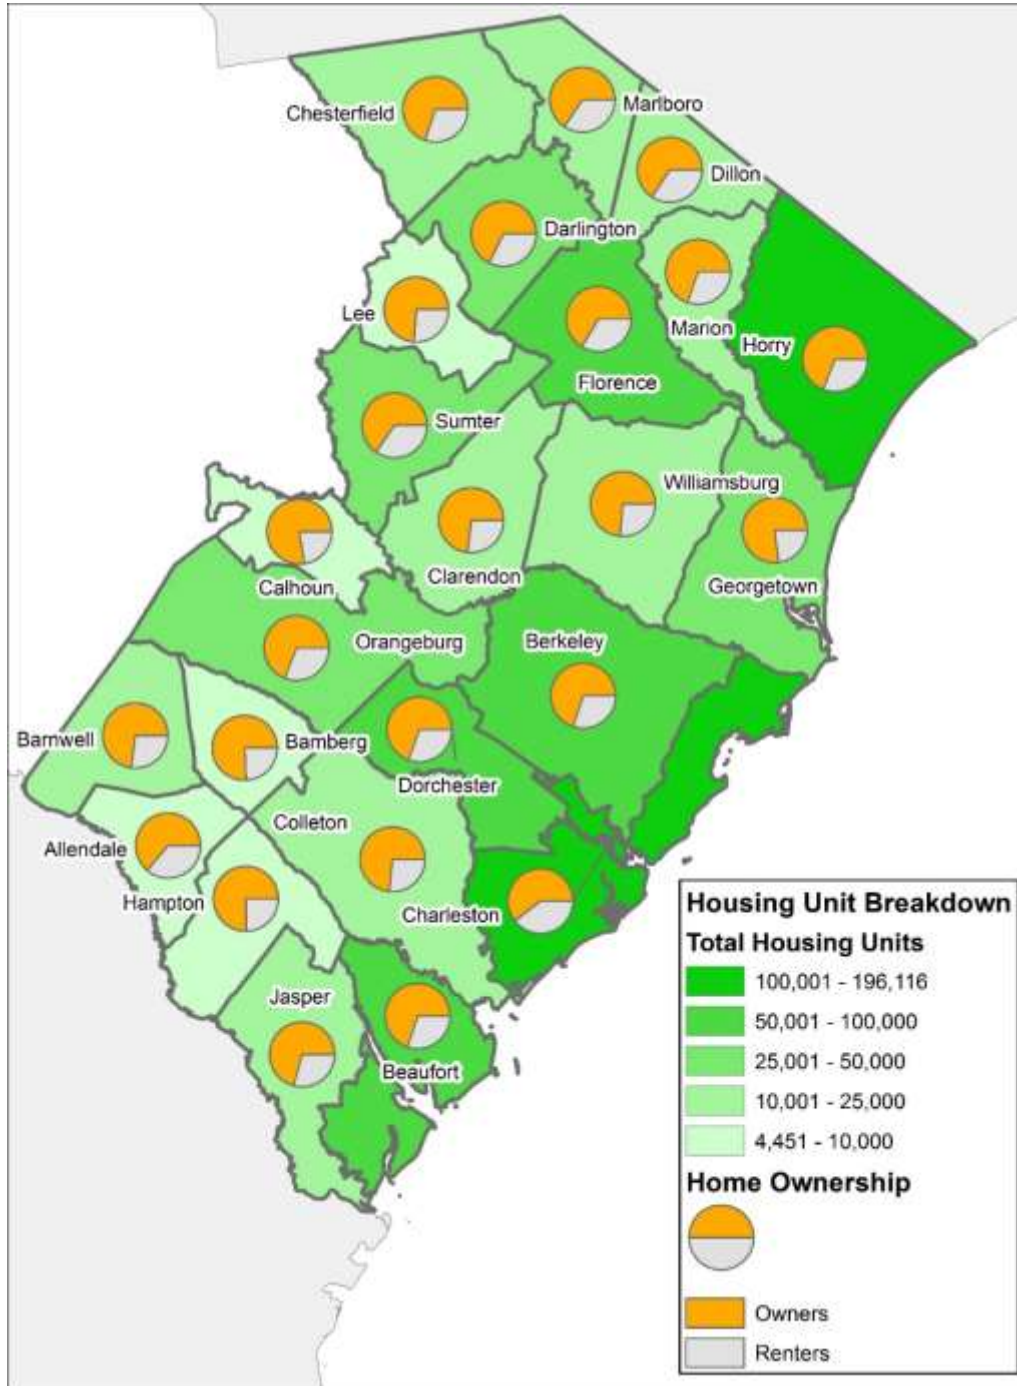 Chesterfield
Marlboro
Dillon
Darlington
Lee
Marion
Horry
Florence
Sumter
Williamsburg
Calhoun
Clarendon
Georgetown
Orangeburg
Berkeley
Barnwell
Bamberg
Dorchester
Colleton
Allendale
Hampton
Charleston
Jasper
Beaufort
Housing Unit Breakdown
Total Housing Units
100,001 - 196,116
50,001 - 100,000
25,001 - 50,000
10,001 - 25,000
4,451 - 10,000
Home Ownership
Owners
Renters